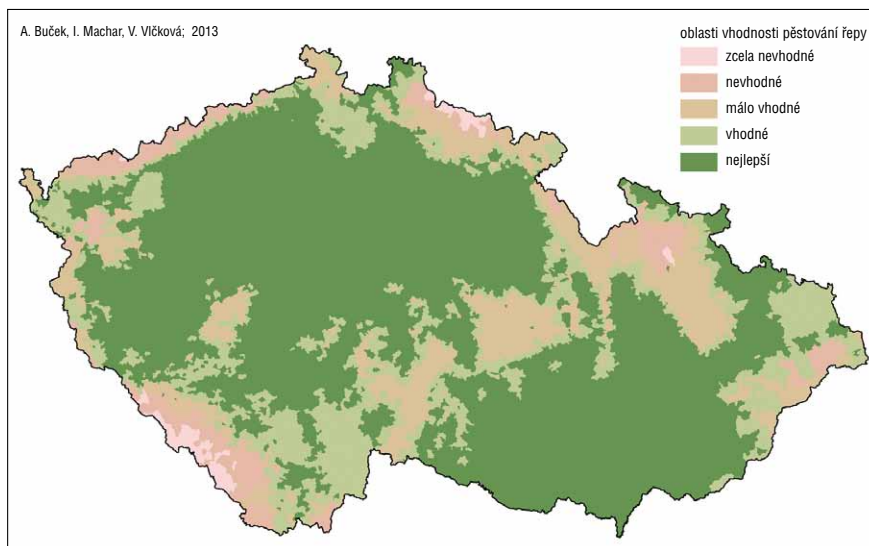 A. Buček, I. Machar, V. Vlčková; 2013
oblasti vhodnosti pěstování řepy
zcela nevhodné
nevhodné
málo vhodné
vhodné
nejlepší